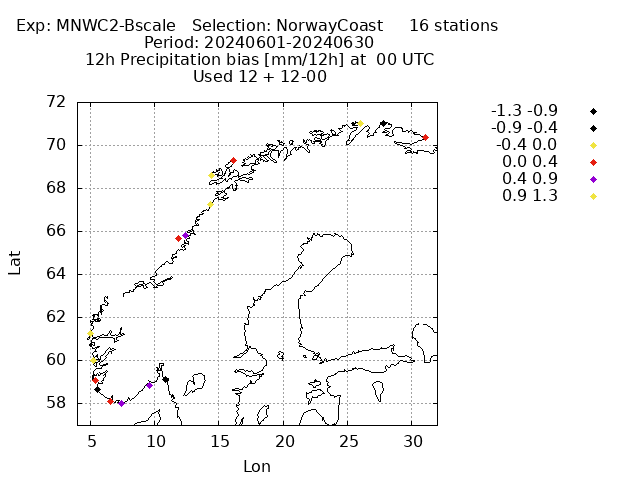 Exp: MNWC2-Bscale Selection: NorwayCoast 16 stations
Period: 20240601-20240630
12h Precipitation bias [mm/12h] at 00 UTC
Used 12 + 12-00
-1.3 -0.9
-0.9 -0.4
-0.4 0.0
0.0 0.4
0.4 0.9
0.9 1.3
72
70
68
66
64
62
60
58
Lat
5 10 15 20 25 30
Lon